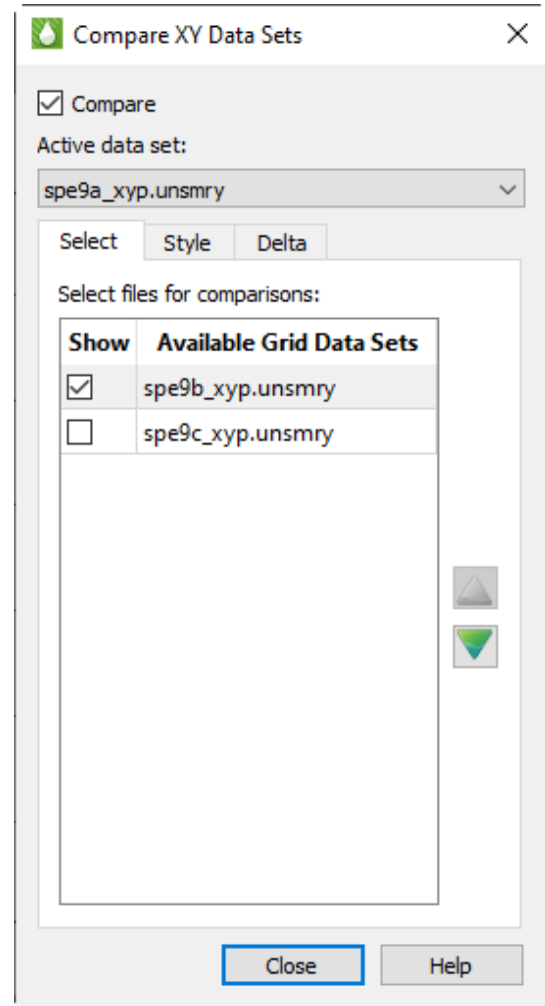 Compare XY Data Sets
Compare
Active data set:
spe9a_xyp.unsmry
Select Style Delta
Select files for comparisons:
Show Available Grid Data Sets
spe9b_xyp.unsmry
spe9c_xyp.unsmry
Close Help